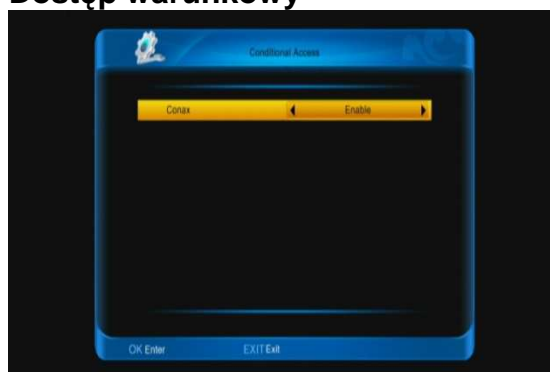 Dostęp warunkowy
Conditional Access
Conax Enable
OK Enter EXIT Exit